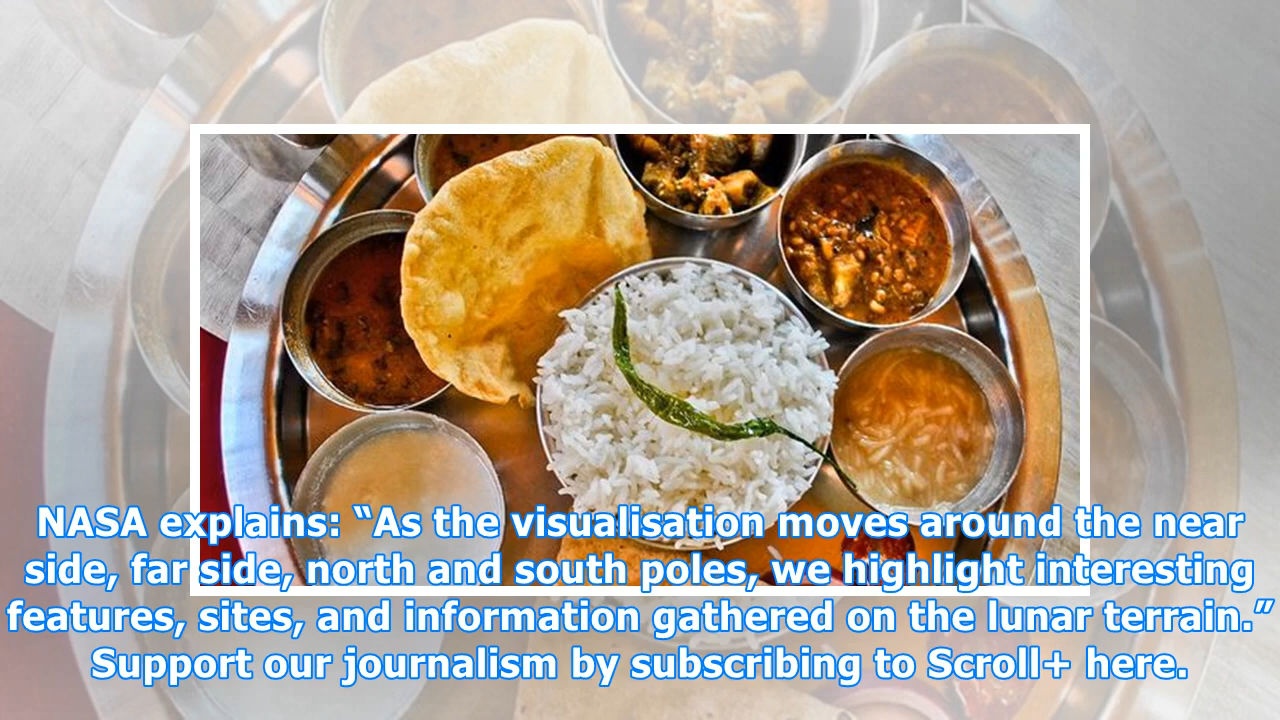 NASA explains: “As the visualisation moves around the near
side, far side, north and south poles, we highlight interesting
features, sites, and information gathered on the lunar terrain.”
Support our journalism by subscribing to Scroll+ here.